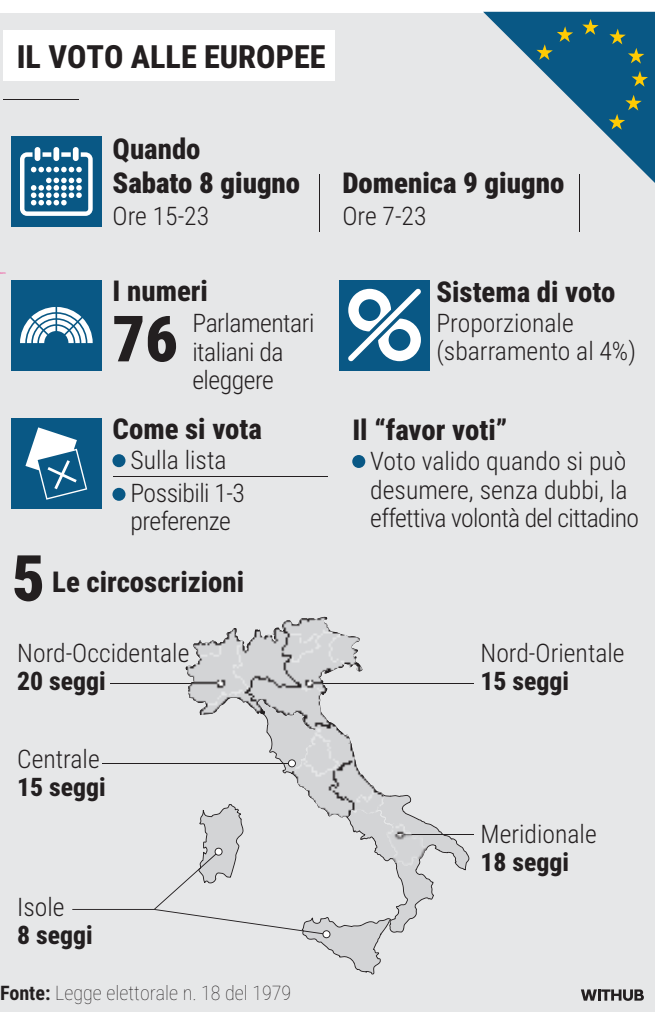 IL VOTO ALLE EUROPEE
Quando
Sabato 8 giugno
Ore 15-23
Domenica 9 giugno
Ore 7-23
I numeri
76
Parlamentari
italiani da
eleggere
Sistema di voto
Proporzionale
(sbarramento al 4%)
Come si vota
Sulla lista
Possibili 1-3
preferenze
Il “favor voti”
Voto valido quando si può
desumere, senza dubbi, la
effettiva volontà del cittadino
5 Le circoscrizioni
Nord-Occidentale
20 seggi
Nord-Orientale
15 seggi
Centrale
15 seggi
Meridionale
18 seggi
Isole
8 seggi
Fonte: Legge elettorale n. 18 del 1979
WITHUB